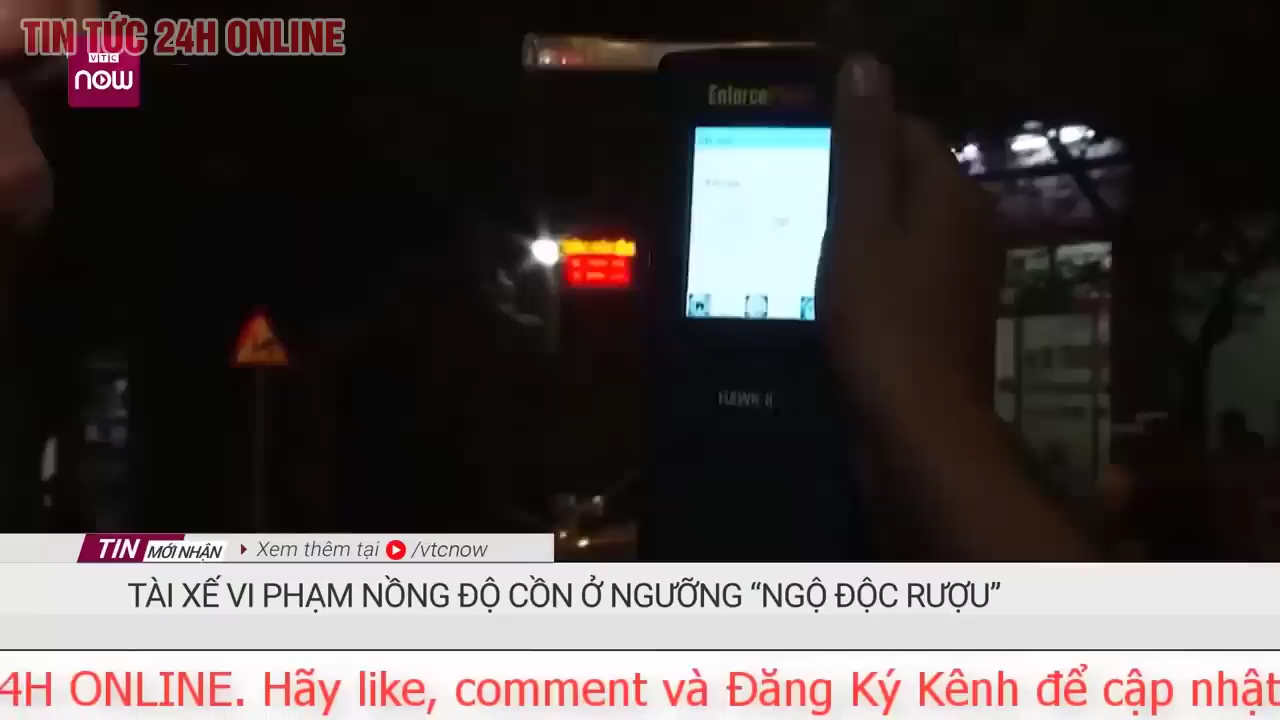 TIN TỨC 24H ONLINE
VTC
now
Enforce
HAWK II
TIN MỚI NHẬN Xem thêm tại /vtcnow
TÀI XẾ VI PHẠM NỒNG ĐỘ CỒN Ở NGƯỠNG “NGỘ ĐỘC RƯỢU”
4H ONLINE. Hãy like, comment và Đăng Ký Kênh để cập nhật